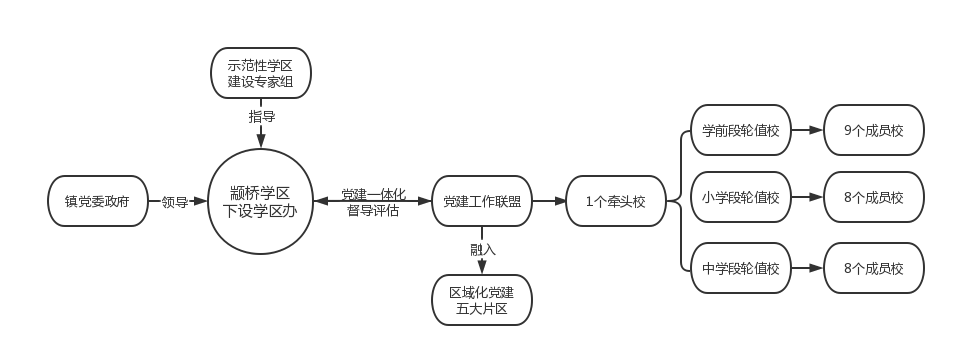 示范性学区
建设专家组
指导
镇党委政府
领导
颛桥学区
下设学区办
党建一体化
督导评估
党建工作联盟
融入
区域化党建
五大片区
1个牵头校
学前段轮值校
9个成员校
小学段轮值校
8个成员校
中学段轮值校
8个成员校